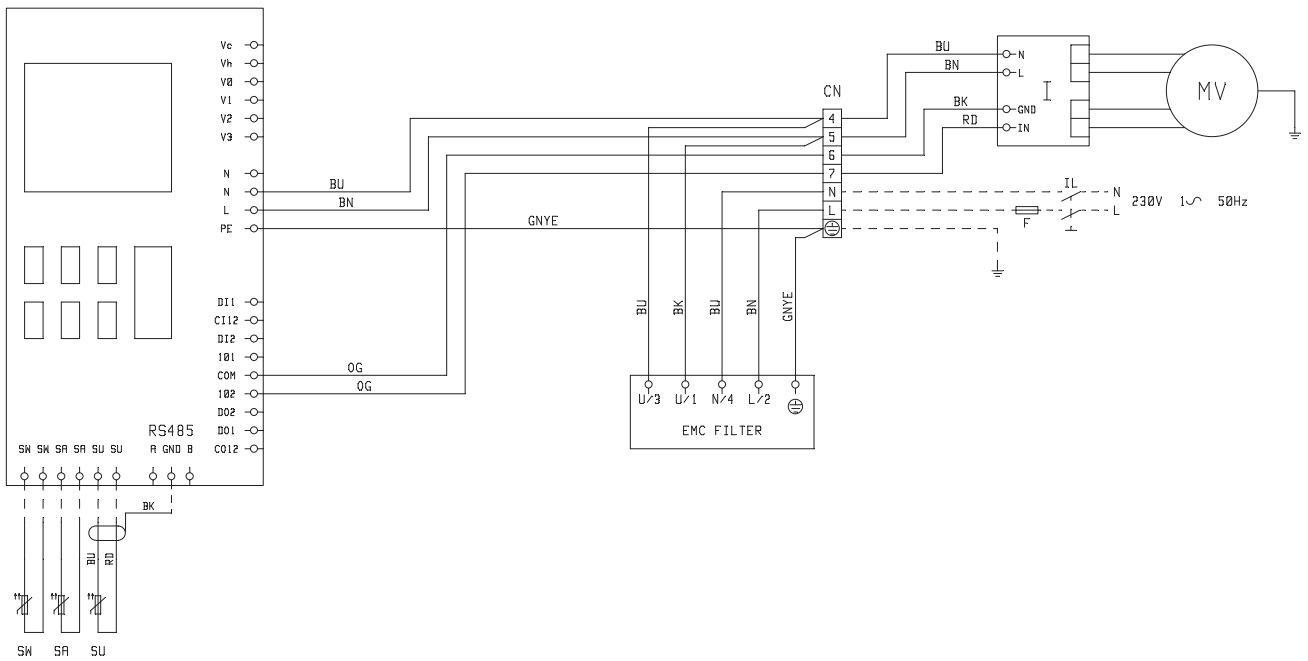 Vc
Vh
V0
V1
V2
V3
N
N
L
PE
DI1
CI12
DI2
101
COM
102
DO2
DO1
CO12
RS485
SW SW SA SA SU SU A GND B
BK
BU RD
SW SA SU
BU
BN
GNYE
OG
OG
CN
4
5
6
7
N
L
BU
BN
BK
RD
N
L
GND
IN
I
MV
IL
F
N
L
230V 1 50Hz
BU BK BU BN GNYE
U/3 U/1 N/4 L/2
EMC FILTER